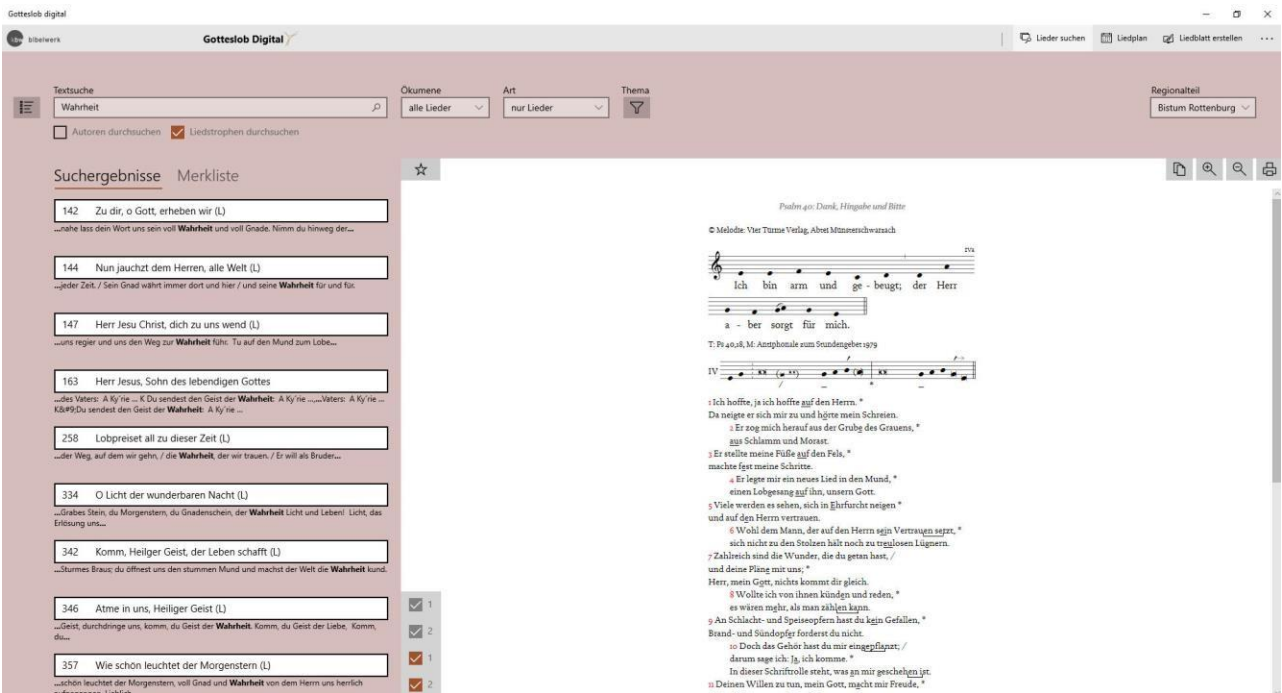 Gotteslob digital
bibelwerk
Gotteslob Digital
Lieder suchen
Liedplan
Liedblatt erstellen
Textsuche
Ökumene
Art
Thema
Regionalteil
Wahrheit
alle Lieder
nur Lieder
Bistum Rottenburg
Autoren durchsuchen
Liedstrophen durchsuchen
Suchergebnisse Merkliste
142 Zu dir, o Gott, erheben wir (L)
...nahe lass dein Wort uns sein voll Wahrheit und voll Gnade. Nimm du hinweg der...
144 Nun jauchzt dem Herren, alle Welt (L)
...jeder Zeit. / Sein Gnad währt immer dort und hier / und seine Wahrheit für und für.
147 Herr Jesu Christ, dich zu uns wend (L)
...uns regier und uns den Weg zur Wahrheit führ. Tu auf den Mund zum Lobe...
163 Herr Jesus, Sohn des lebendigen Gottes
...des Vaters: A Ky´rie ... K Du sendest den Geist der Wahrheit: A Ky´rie ...,...Vaters: A Ky´rie ...
K&#9;Du sendest den Geist der Wahrheit: A Ky´rie ...
258 Lobpreiset all zu dieser Zeit (L)
...der Weg, auf dem wir gehn, / die Wahrheit, der wir trauen. / Er will als Bruder...
334 O Licht der wunderbaren Nacht (L)
...Grabes Stein, du Morgenstern, du Gnadenschein, der Wahrheit Licht und Leben! Licht, das
Erlösung uns...
342 Komm, Heilger Geist, der Leben schafft (L)
...Sturmes Braus; du öffnest uns den stummen Mund und machst der Welt die Wahrheit kund.
346 Atme in uns, Heiliger Geist (L)
...Geist, durchdringe uns, komm, du Geist der Wahrheit. Komm, du Geist der Liebe, Komm,
du...
357 Wie schön leuchtet der Morgenstern (L)
...schön leuchtet der Morgenstern, voll Gnad und Wahrheit von dem Herrn uns herrlich
1
2
1
2
Psalm 40: Dank, Hingabe und Bitte
© Melodie: Vier Türme Verlag, Abtei Münsterschwarzach
IVa
Ich bin arm und ge - beugt; der Herr
a - ber sorgt für mich.
T: Ps 40,18, M: Antiphonale zum Stundengebet 1979
IV
1 Ich hoffte, ja ich hoffte auf den Herrn. *
Da neigte er sich mir zu und hörte mein Schreien.
2 Er zog mich herauf aus der Grube des Grauens, *
aus Schlamm und Morast.
3 Er stellte meine Füße auf den Fels, *
machte fest meine Schritte.
4 Er legte mir ein neues Lied in den Mund, *
einen Lobgesang auf ihn, unsern Gott.
5 Viele werden es sehen, sich in Ehrfurcht neigen *
und auf den Herrn vertrauen.
6 Wohl dem Mann, der auf den Herrn sein Vertrauen setzt, *
sich nicht zu den Stolzen hält noch zu treulosen Lügnern.
7 Zahlreich sind die Wunder, die du getan hast, /
und deine Pläne mit uns; *
Herr, mein Gott, nichts kommt dir gleich.
8 Wollte ich von ihnen künden und reden, *
es wären mehr, als man zählen kann.
9 An Schlacht- und Speiseopfern hast du kein Gefallen, *
Brand- und Sündopfer forderst du nicht.
10 Doch das Gehör hast du mir eingepflanzt; /
darum sage ich: Ja, ich komme. *
In dieser Schriftrolle steht, was an mir geschehen ist.
11 Deinen Willen zu tun, mein Gott, macht mir Freude, *